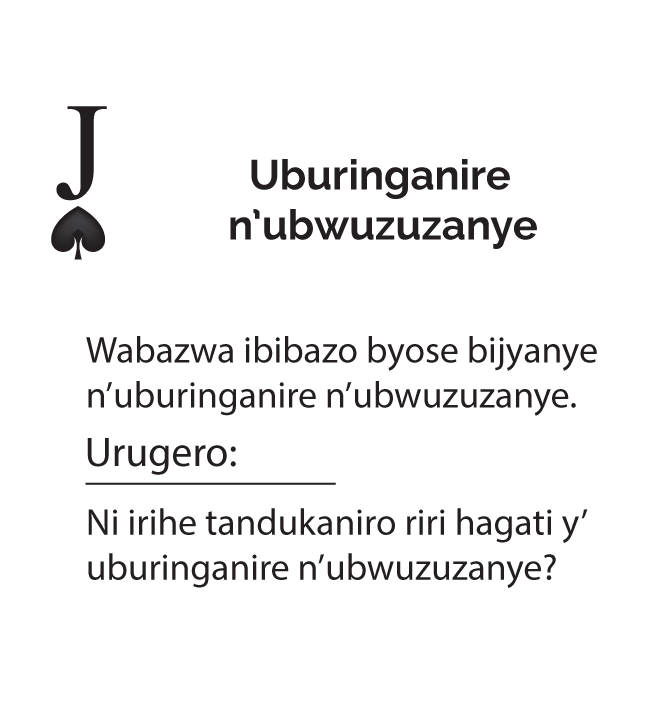 J
Uburinganire
n’ubwuzuzanye
Wabazwa ibibazo byose bijyanye
n’uburinganire n’ubwuzuzanye.
Urugero:
Ni irihe tandukaniro riri hagati y’
uburinganire n’ubwuzuzanye?